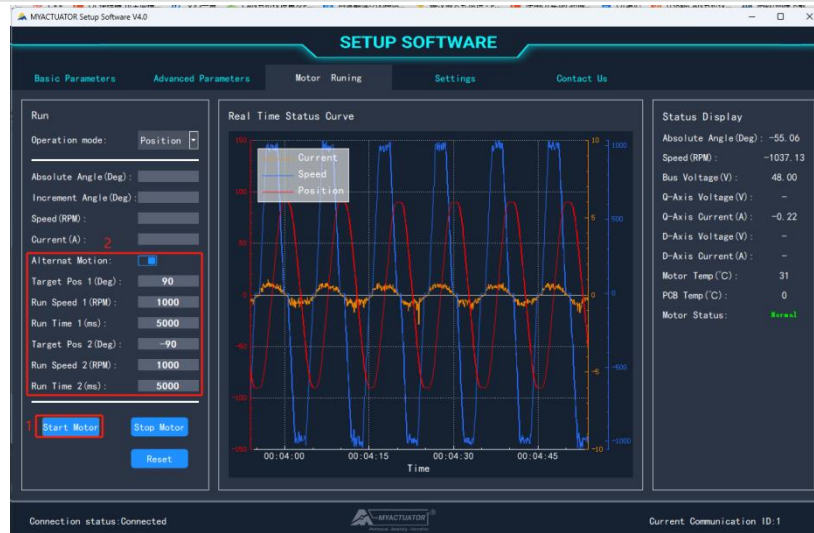 MYACTUATOR Setup Software V4.0
SETUP SOFTWARE
Basic Parameters Advanced Parameters Motor Runing Settings Contact Us
Run
Operation mode: Position
Absolute Angle(Deg):
Increment Angle(Deg):
Speed(RPM):
Current(A):
2
Alternat Motion:
Target Pos 1(Deg): 90
Run Speed 1(RPM): 1000
Run Time 1(ms): 5000
Target Pos 2(Deg): -90
Run Speed 2(RPM): 1000
Run Time 2(ms): 5000
1
Start Motor Stop Motor
Reset
Real Time Status Curve
Current
Speed
Position
150 10 1000
100
5 500
50
0 0 0
-50
-5 -500
-100
-150 -10 -1000
00:04:00 00:04:15 00:04:30 00:04:45
Time
Status Display
Absolute Angle(Deg): -55.06
Speed(RPM): -1037.13
Bus Voltage(V): 48.00
Q-Axis Voltage(V): -
Q-Axis Current(A): -0.22
D-Axis Voltage(V): -
D-Axis Current(A): -
Motor Temp(℃): 31
PCB Temp(℃): 0
Motor Status: Normal
Connection status:Connected
MYACTUATOR
Current Communication ID:1